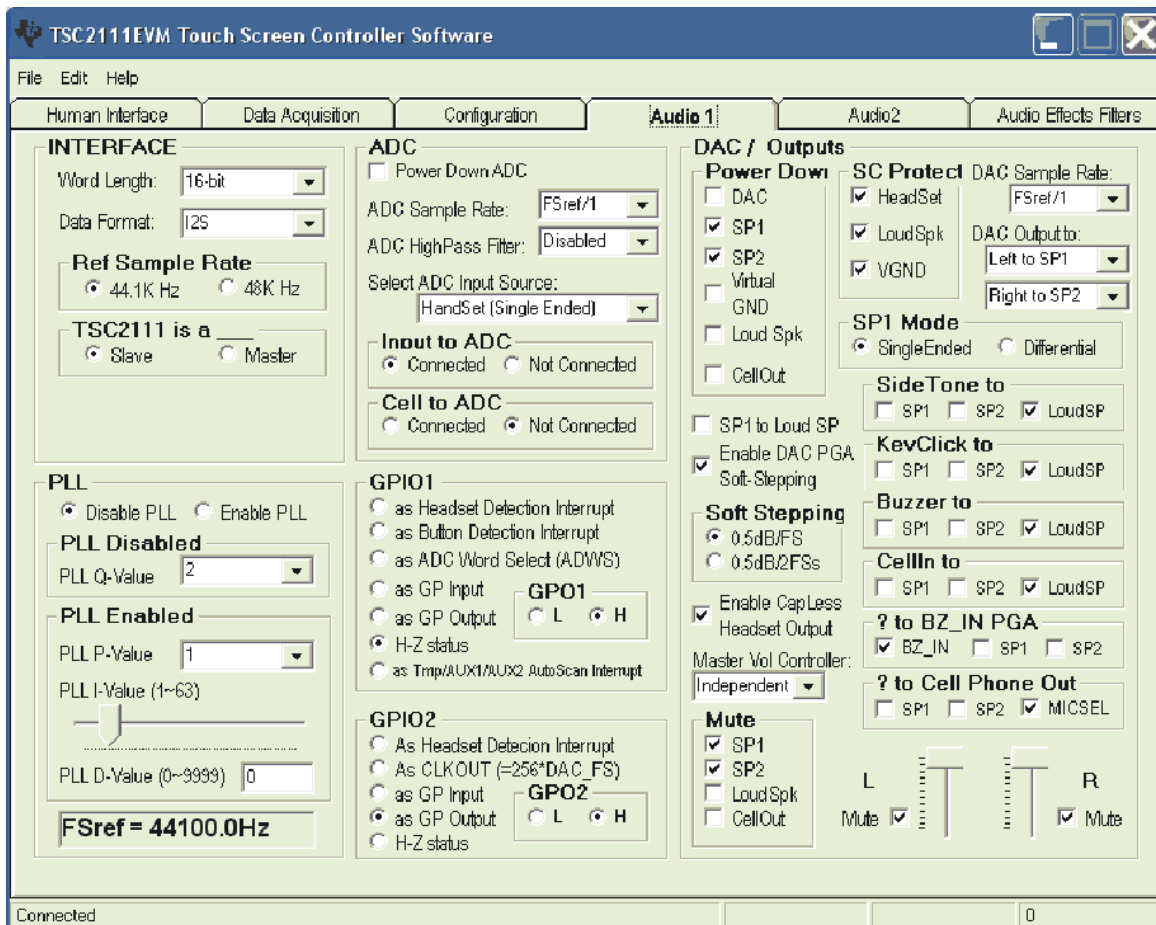 TSC2111EVM Touch Screen Controller Software
File Edit Help
Human Interface Data Acquisition Configuration Audio 1 Audio2 Audio Effects Filters
INTERFACE
Word Length: 16-bit
Data Format: I2S
Ref Sample Rate
44.1K Hz 48K Hz
TSC2111 is a ___
Slave Master
PLL
Disable PLL Enable PLL
PLL Disabled
PLL Q-Value 2
PLL Enabled
PLL P-Value 1
PLL I-Value (1~63)
PLL D-Value (0~9999) 0
FSref = 44100.0Hz
ADC
Power Down ADC
ADC Sample Rate: FSref/1
ADC HighPass Filter: Disabled
Select ADC Input Source:
HandSet (Single Ended)
Input to ADC
Connected Not Connected
Cell to ADC
Connected Not Connected
GPIO1
as Headset Detection Interrupt
as Button Detection Interrupt
as ADC Word Select (ADWS)
as GP Input
as GP Output
GPO1
L H
H-Z status
as Tmp/AUX1/AUX2 AutoScan Interrupt
GPIO2
As Headset Detecion Interrupt
As CLKOUT (=256*DAC_FS)
as GP Input
as GP Output
GPO2
L H
H-Z status
DAC / Outputs
Power Down
DAC
SP1
SP2
Virtual
GND
Loud Spk
CellOut
SC Protect
HeadSet
LoudSpk
VGND
DAC Sample Rate:
FSref/1
DAC Output to:
Left to SP1
Right to SP2
SP1 Mode
SingleEnded Differential
SP1 to Loud SP
Enable DAC PGA
Soft-Stepping
Soft Stepping
0.5dB/FS
0.5dB/2FSs
Enable CapLess
Headset Output
Master Vol Controller:
Independent
Mute
SP1
SP2
LoudSpk
CellOut
SideTone to
SP1 SP2 LoudSP
KeyClick to
SP1 SP2 LoudSP
Buzzer to
SP1 SP2 LoudSP
CellIn to
SP1 SP2 LoudSP
? to BZ_IN PGA
BZ_IN SP1 SP2
? to Cell Phone Out
SP1 SP2 MICSEL
L R
Mute Mute
Connected 0